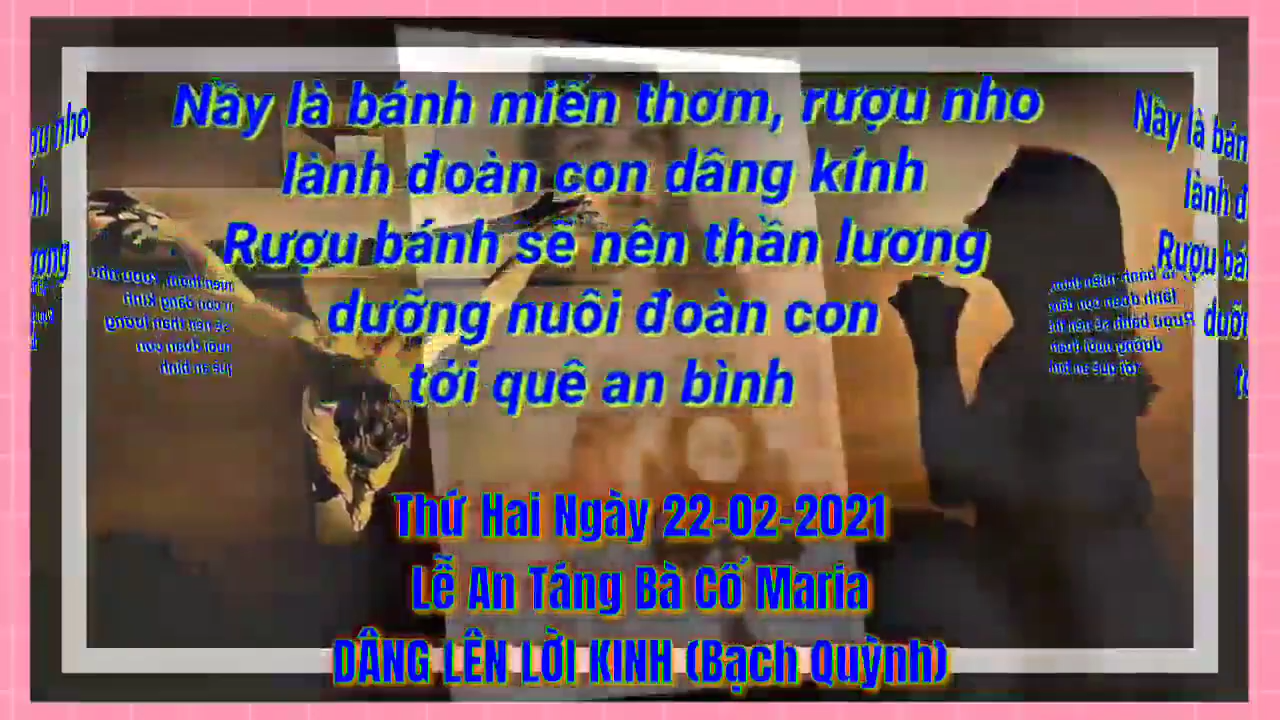 Nầy là bánh miến thơm, rượu nho
lành đoàn con dâng kính
Rượu bánh sẽ nên thần lương
dưỡng nuôi đoàn con
tới quê an bình
Thứ Hai Ngày 22-02-2021
Lễ An Táng Bà Cố Maria
DÂNG LÊN LỜI KINH (Bạch Quỳnh)